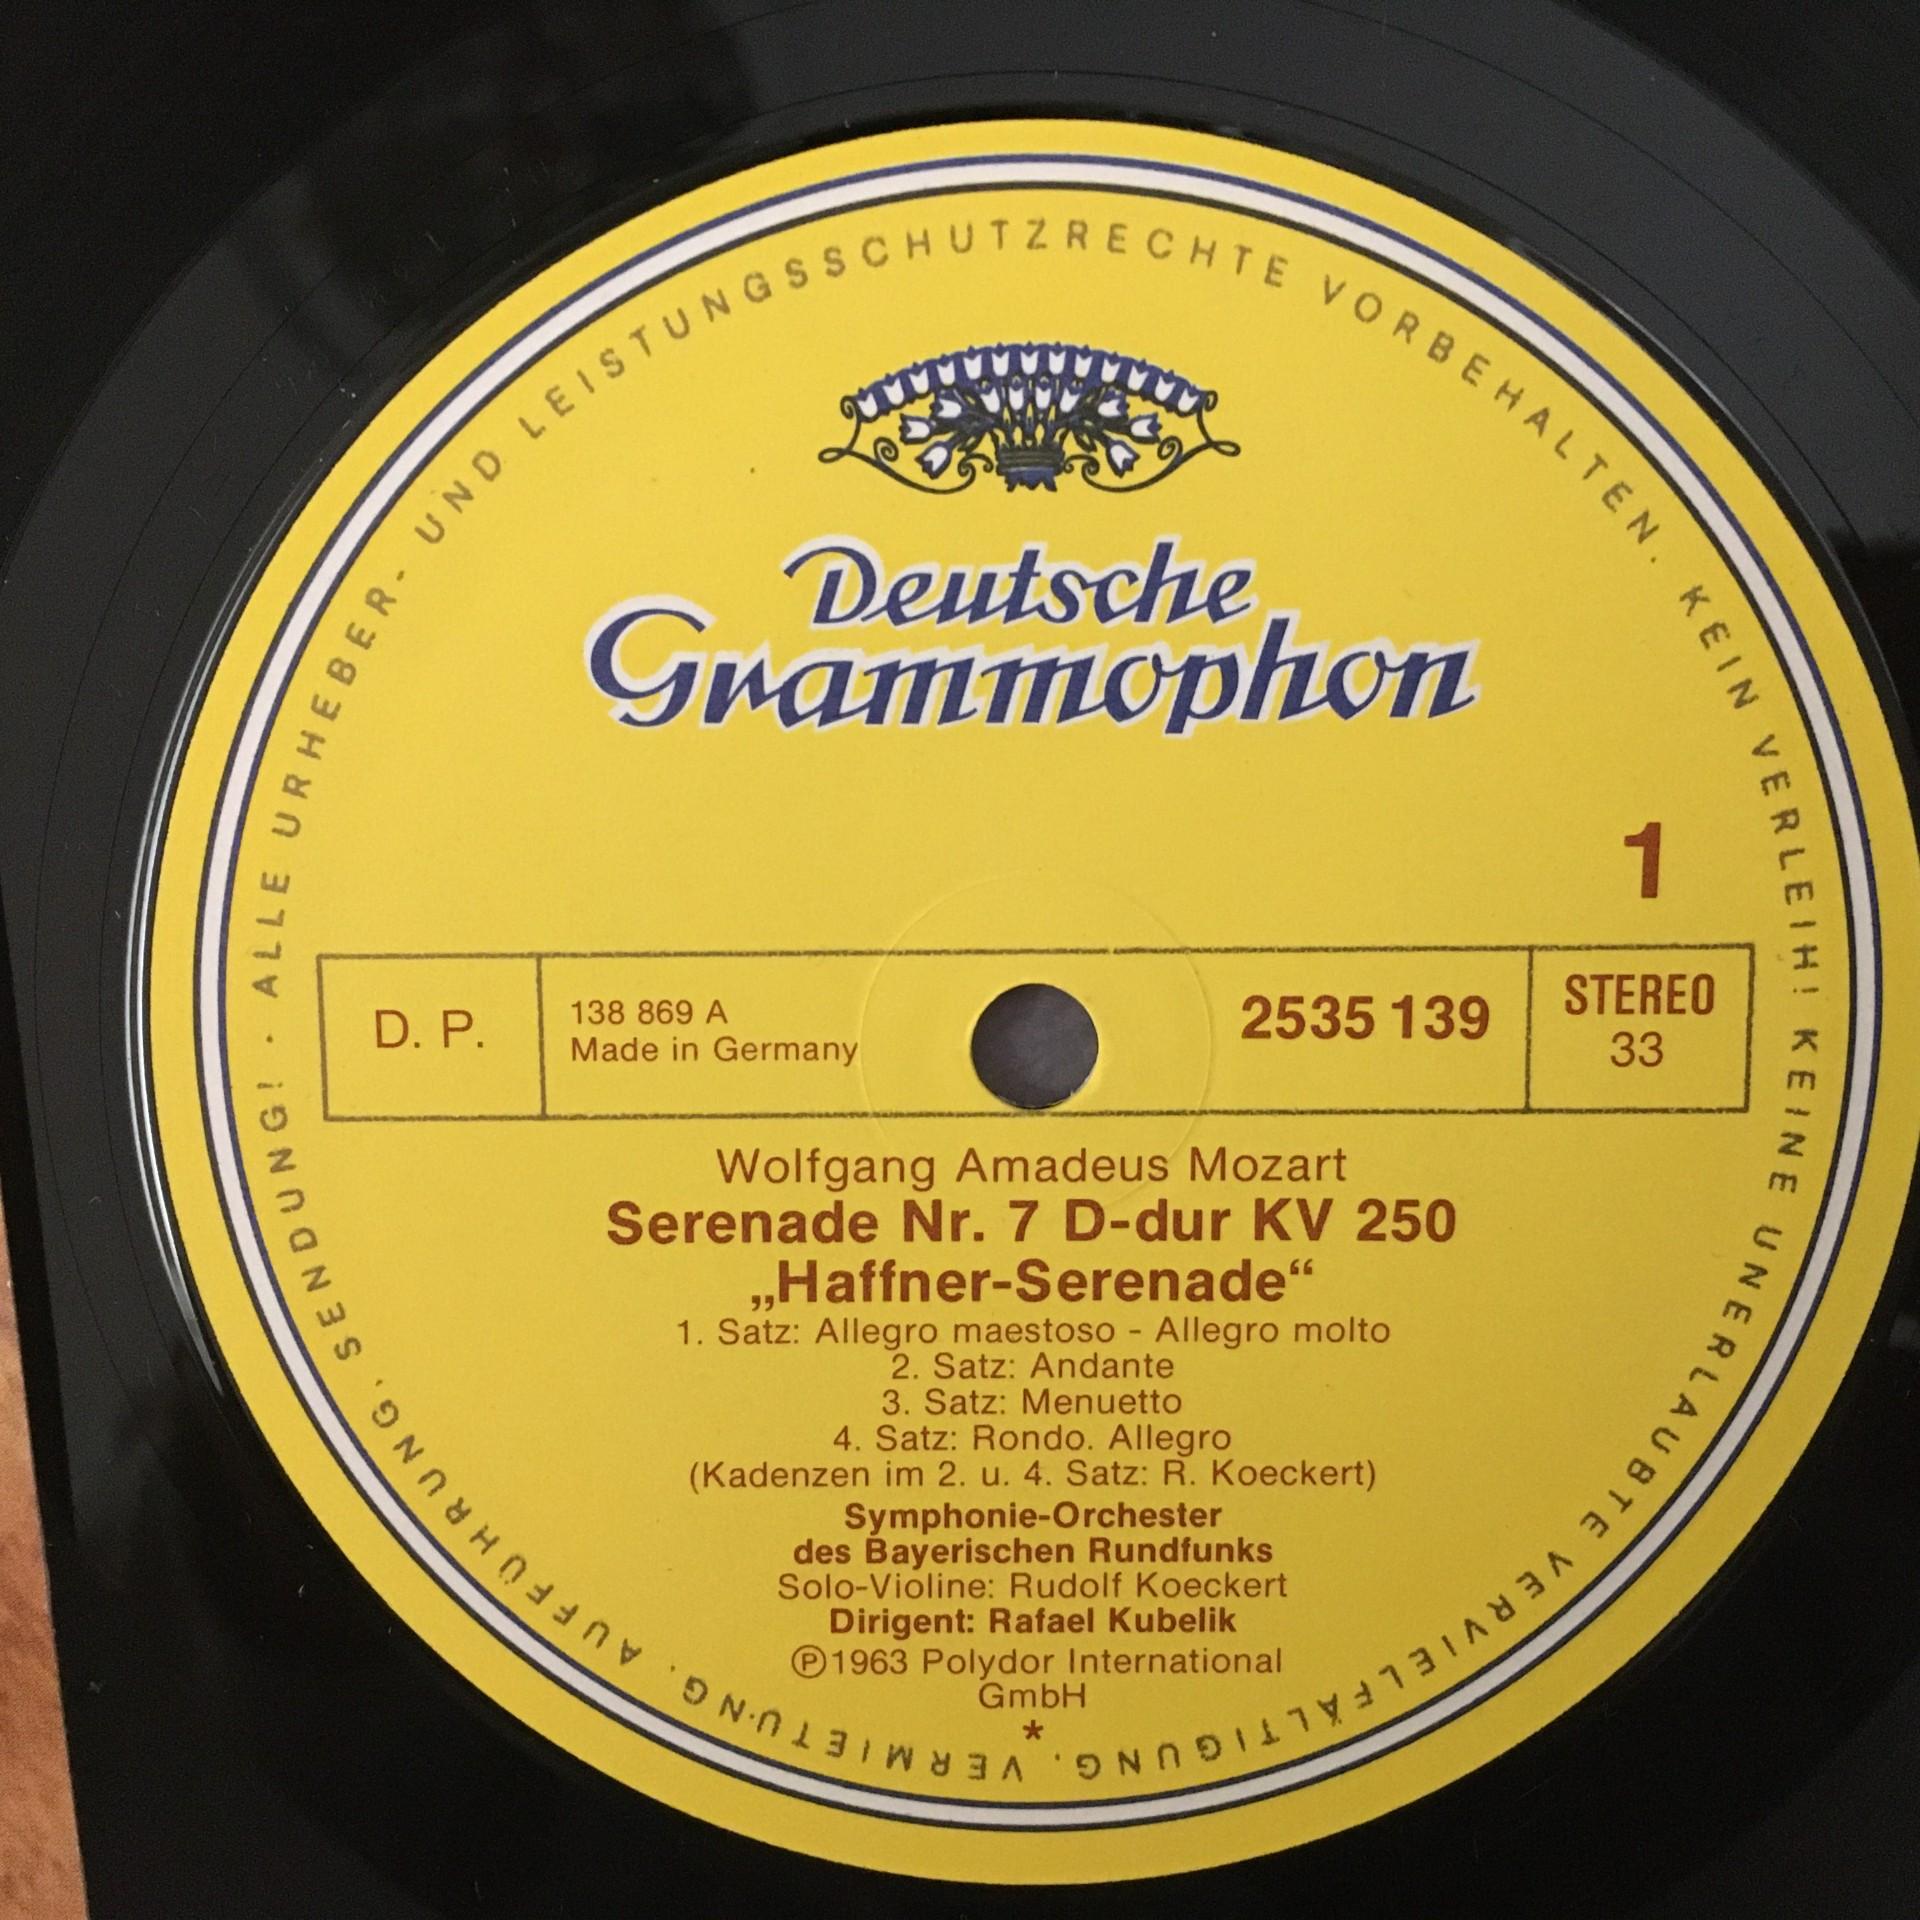 ALLE URHEBER- UND LEISTUNGSSCHUTZRECHTE VORBEHALTEN. KEIN VERLEIH! KEINE UNERLAUBTE VERVIELFÄLTIGUNG, VERMIETUNG, AUFFÜHRUNG, SENDUNG! ·
Deutsche
Grammophon
1
D. P.
138 869 A
Made in Germany
2535 139
STEREO
33
Wolfgang Amadeus Mozart
Serenade Nr. 7 D-dur KV 250
„Haffner-Serenade“
1. Satz: Allegro maestoso - Allegro molto
2. Satz: Andante
3. Satz: Menuetto
4. Satz: Rondo. Allegro
(Kadenzen im 2. u. 4. Satz: R. Koeckert)
Symphonie-Orchester
des Bayerischen Rundfunks
Solo-Violine: Rudolf Koeckert
Dirigent: Rafael Kubelik
Ⓟ1963 Polydor International
GmbH
*